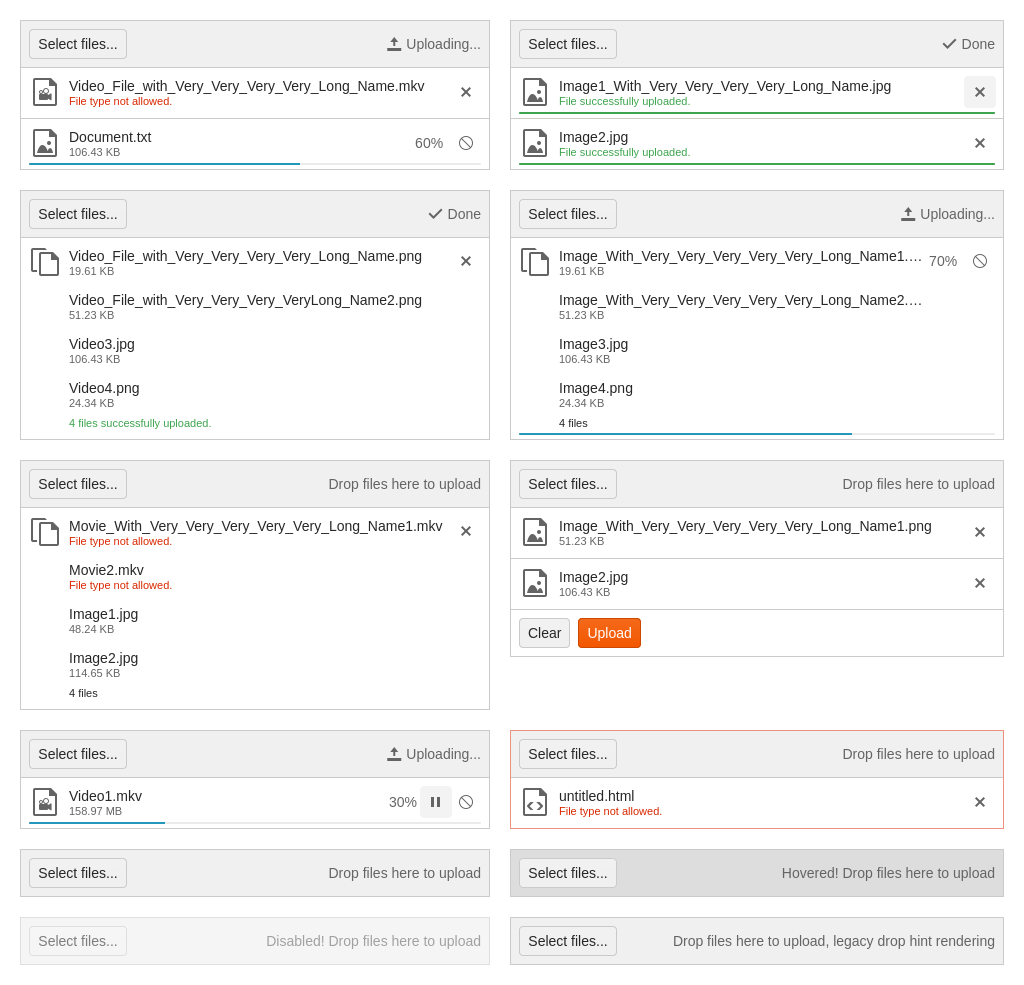 Select files...
Uploading...
Video_File_with_Very_Very_Very_Very_Long_Name.mkv
File type not allowed.
Document.txt
106.43 KB
60%
Select files...
Done
Image1_With_Very_Very_Very_Very_Long_Name.jpg
File successfully uploaded.
Image2.jpg
File successfully uploaded.
Select files...
Done
Video_File_with_Very_Very_Very_Very_Long_Name.png
19.61 KB
Video_File_with_Very_Very_Very_VeryLong_Name2.png
51.23 KB
Video3.jpg
106.43 KB
Video4.png
24.34 KB
4 files successfully uploaded.
Select files...
Uploading...
Image_With_Very_Very_Very_Very_Very_Long_Name1.…
19.61 KB
70%
Image_With_Very_Very_Very_Very_Very_Long_Name2.…
51.23 KB
Image3.jpg
106.43 KB
Image4.png
24.34 KB
4 files
Select files...
Drop files here to upload
Movie_With_Very_Very_Very_Very_Very_Long_Name1.mkv
File type not allowed.
Movie2.mkv
File type not allowed.
Image1.jpg
48.24 KB
Image2.jpg
114.65 KB
4 files
Select files...
Drop files here to upload
Image_With_Very_Very_Very_Very_Very_Long_Name1.png
51.23 KB
Image2.jpg
106.43 KB
Clear
Upload
Select files...
Uploading...
Video1.mkv
158.97 MB
30%
Select files...
Drop files here to upload
untitled.html
File type not allowed.
Select files...
Drop files here to upload
Select files...
Hovered! Drop files here to upload
Select files...
Disabled! Drop files here to upload
Select files...
Drop files here to upload, legacy drop hint rendering